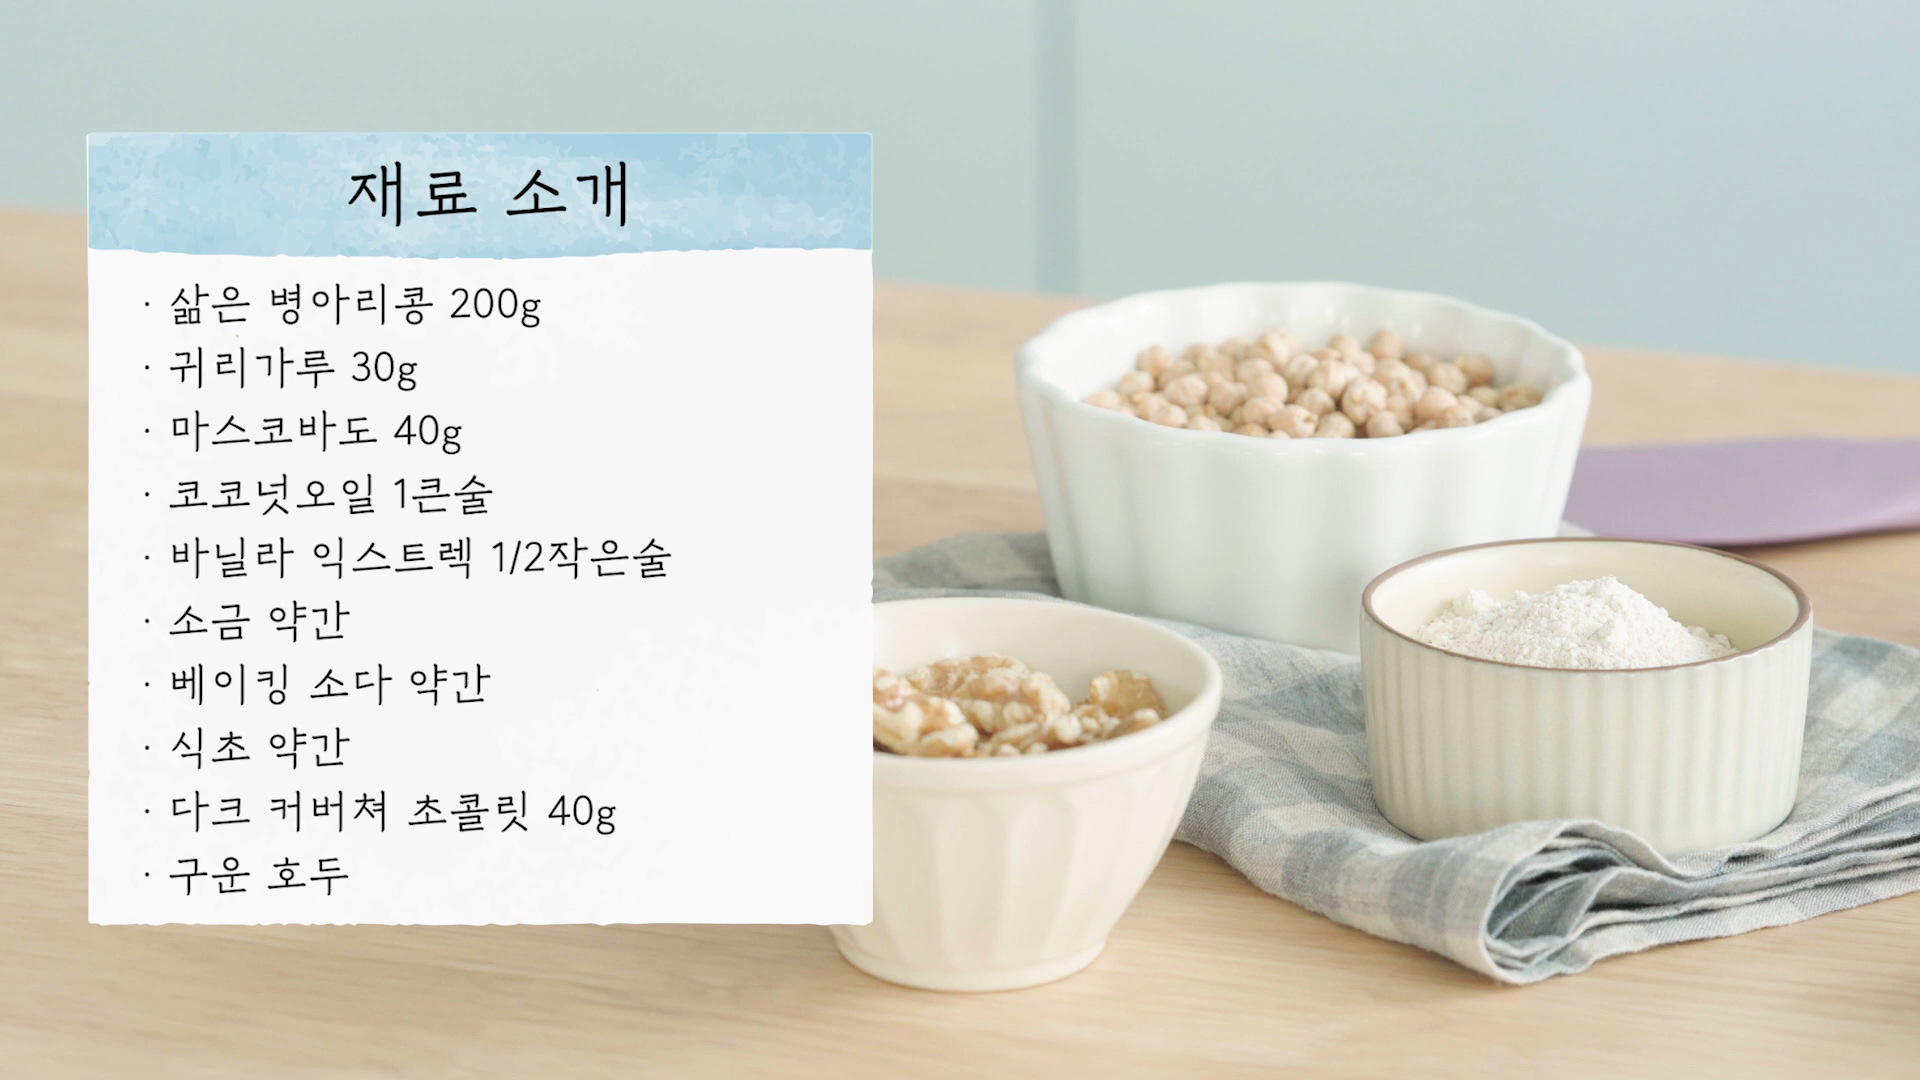 재료 소개
· 삶은 병아리콩 200g
· 귀리가루 30g
· 마스코바도 40g
· 코코넛오일 1큰술
· 바닐라 익스트렉 1/2작은술
· 소금 약간
· 베이킹 소다 약간
· 식초 약간
· 다크 커버쳐 초콜릿 40g
· 구운 호두